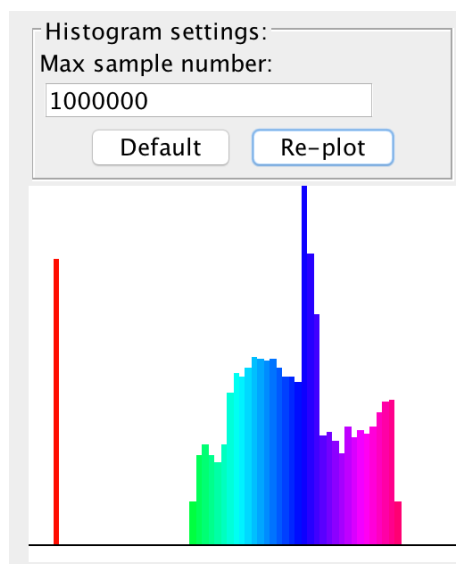 Histogram settings:
Max sample number:
1000000
Default Re-plot